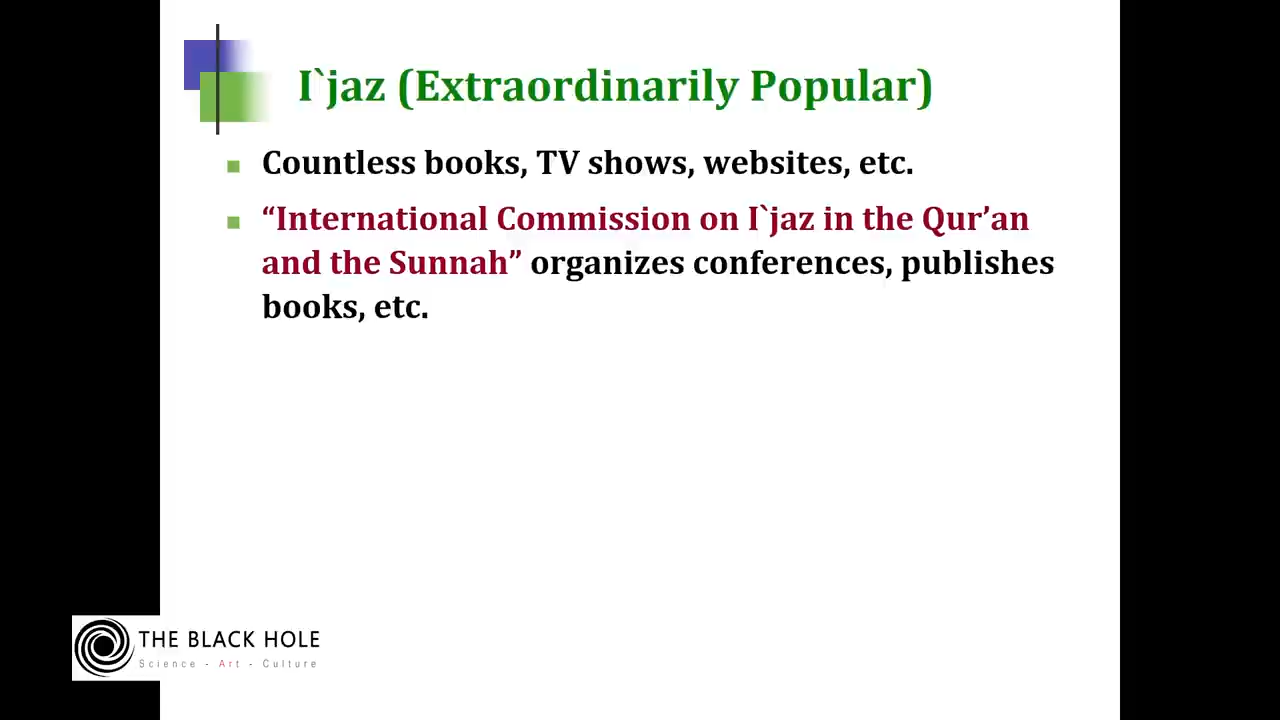 I`jaz (Extraordinarily Popular)
Countless books, TV shows, websites, etc.
“International Commission on I`jaz in the Qur’an
and the Sunnah” organizes conferences, publishes
books, etc.
THE BLACK HOLE
Science - Art - Culture